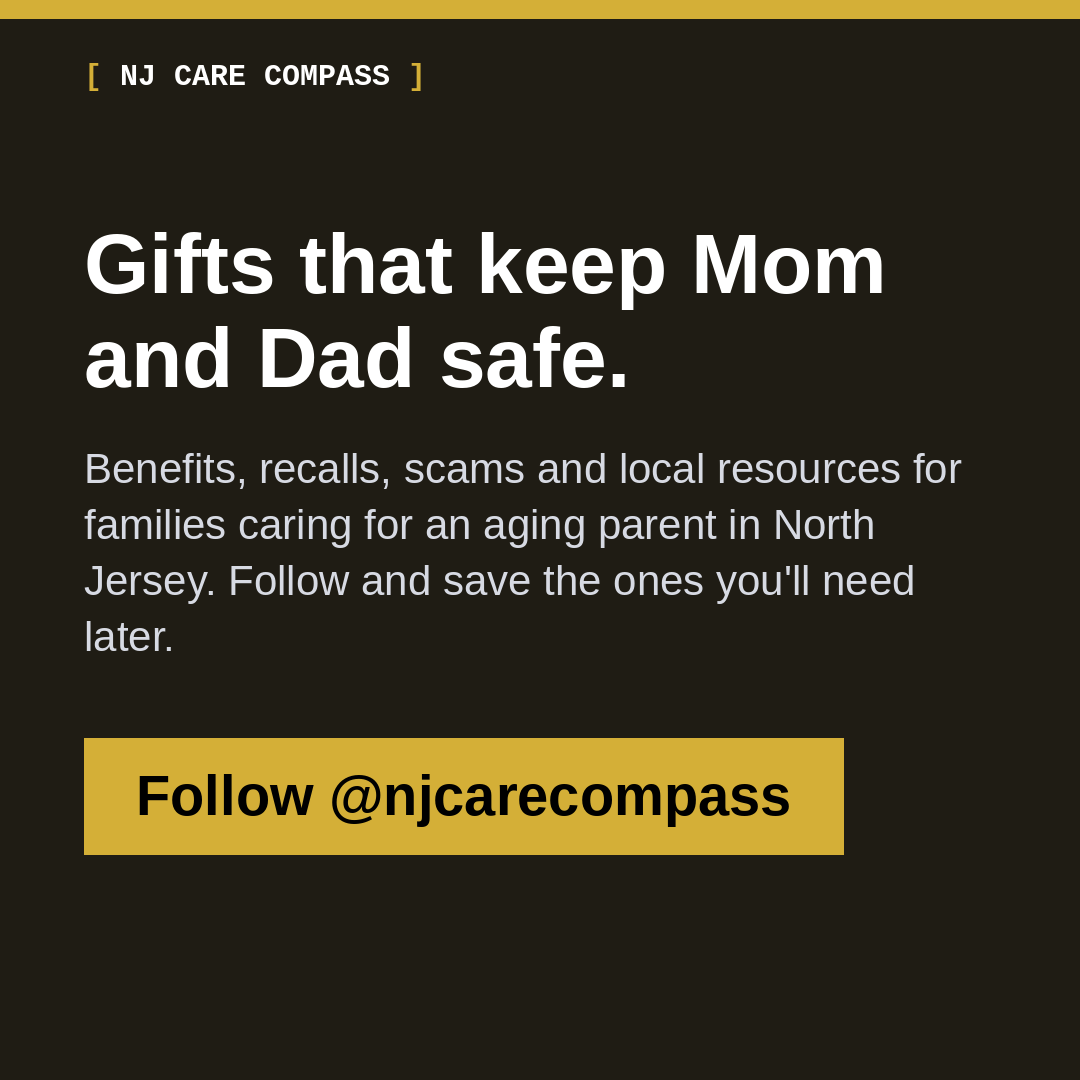 [ NJ CARE COMPASS ]
Gifts that keep Mom
and Dad safe.
Benefits, recalls, scams and local resources for
families caring for an aging parent in North
Jersey. Follow and save the ones you'll need
later.
Follow @njcarecompass